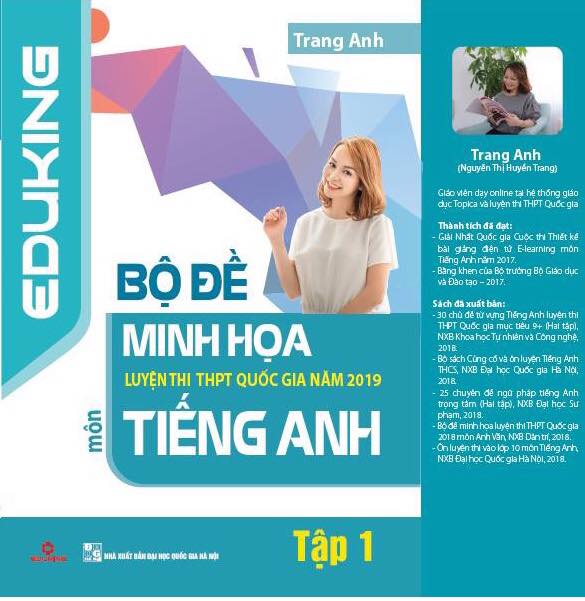 EDUKING
Trang Anh
BỘ ĐỀ
MINH HỌA
LUYỆN THI THPT QUỐC GIA NĂM 2019
môn
TIẾNG ANH
Tập 1
EDUKING
NHÀ XUẤT BẢN ĐẠI HỌC QUỐC GIA HÀ NỘI
Trang Anh
(Nguyễn Thị Huyền Trang)
Giáo viên dạy online tại hệ thống giáo
dục Topica và luyện thi THPT Quốc gia
Thành tích đã đạt:
- Giải Nhất Quốc gia Cuộc thi Thiết kế
bài giảng điện tử E-learning môn
Tiếng Anh năm 2017.
- Bằng khen của Bộ trưởng Bộ Giáo dục
và Đào tạo – 2017.
Sách đã xuất bản:
- 30 chủ đề từ vựng Tiếng Anh luyện thi
THPT Quốc gia mục tiêu 9+ (Hai tập),
NXB Khoa học Tự nhiên và Công nghệ,
2018.
- Bộ sách Củng cố và ôn luyện Tiếng Anh
THCS, NXB Đại học Quốc gia Hà Nội,
2018.
- 25 chuyên đề ngữ pháp tiếng Anh
trọng tâm (Hai tập), NXB Đại học Sư
phạm, 2018.
- Bộ đề minh họa luyện thi THPT Quốc gia
2018 môn Anh Văn, NXB Dân trí, 2018.
- Ôn luyện thi vào lớp 10 môn Tiếng Anh,
NXB Đại học Quốc gia Hà Nội, 2018.